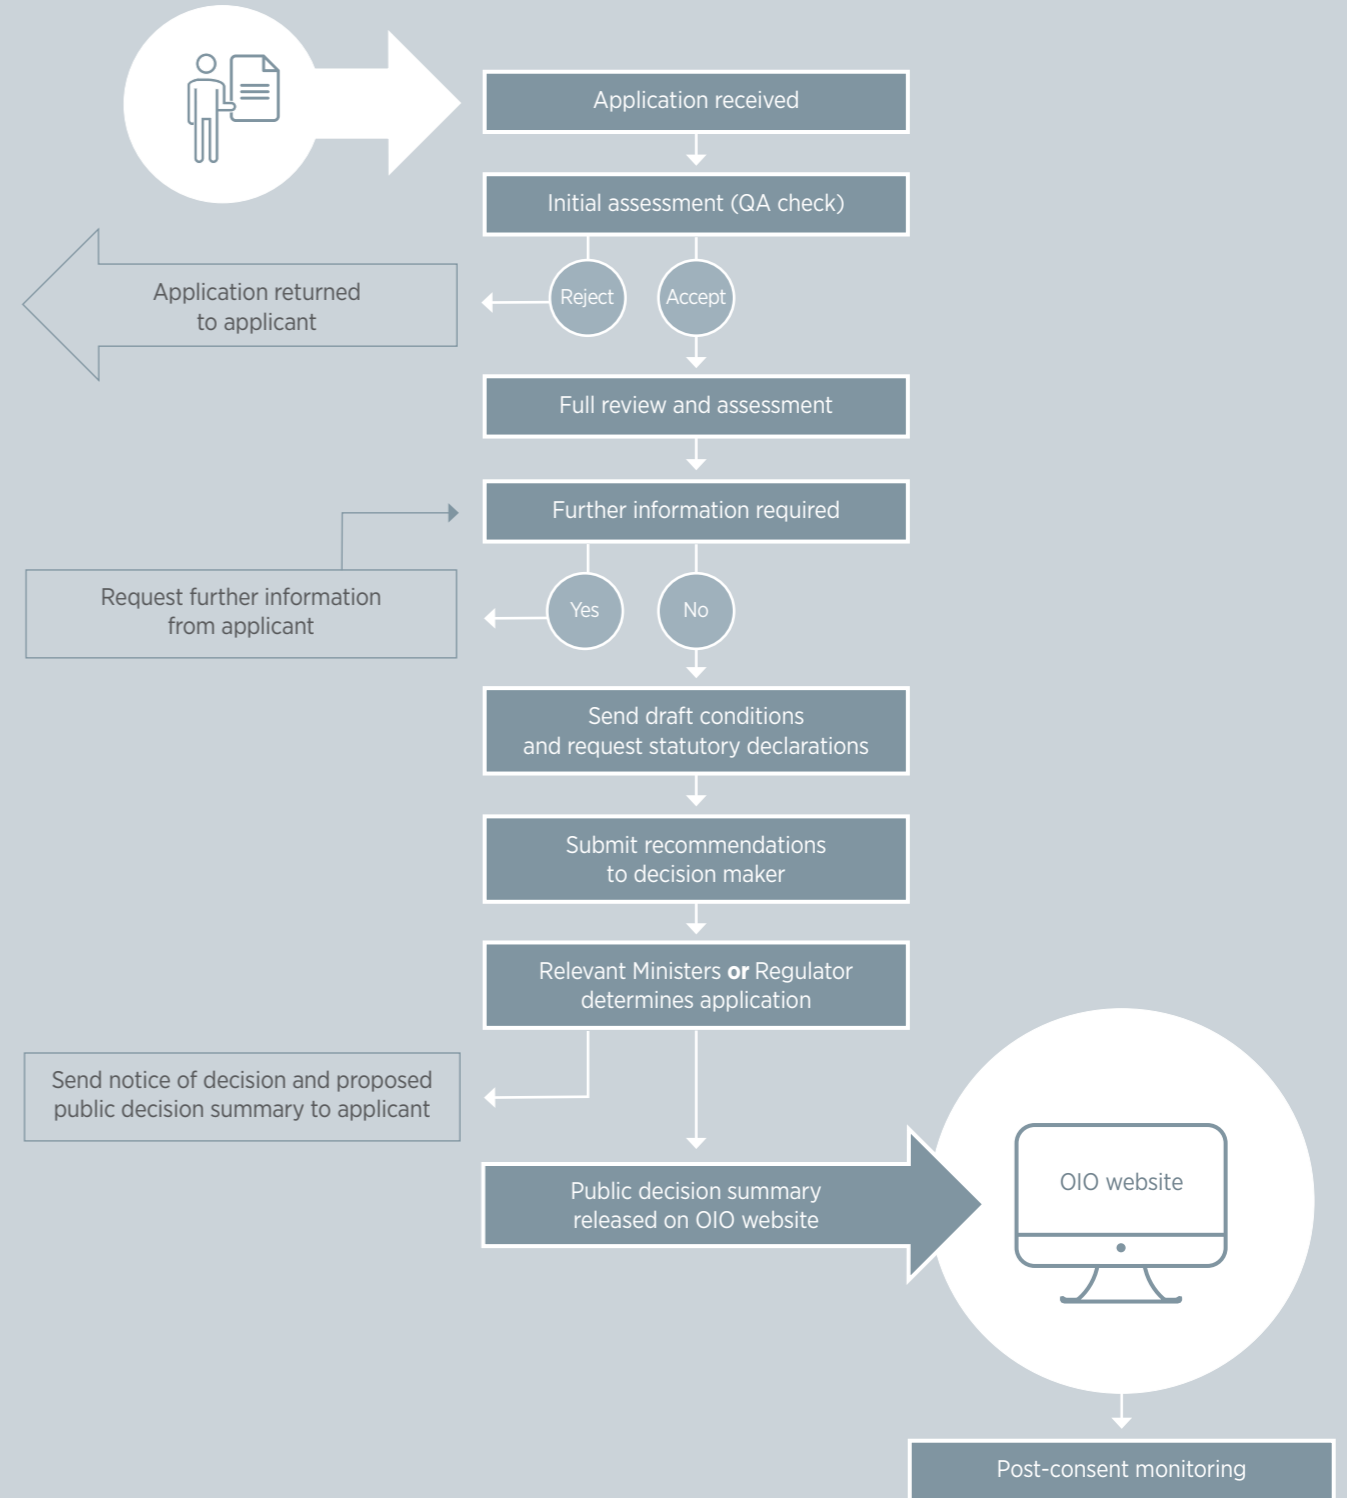 Application received
Initial assessment (QA check)
Reject
Accept
Application returned
to applicant
Full review and assessment
Further information required
Request further information
from applicant
Yes
No
Send draft conditions
and request statutory declarations
Submit recommendations
to decision maker
Relevant Ministers or Regulator
determines application
Send notice of decision and proposed
public decision summary to applicant
Public decision summary
released on OIO website
OIO website
Post-consent monitoring